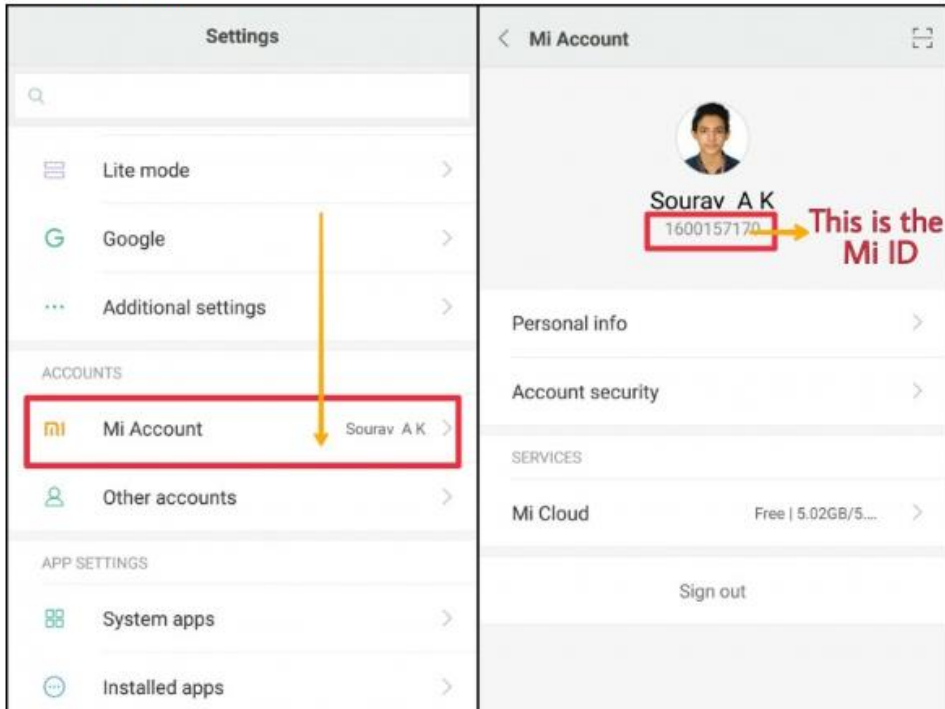 Settings
Lite mode
Google
Additional settings
ACCOUNTS
Mi Account Sourav A K
Other accounts
APP SETTINGS
System apps
Installed apps
Mi Account
Sourav A K
1600157170
This is the
Mi ID
Personal info
Account security
SERVICES
Mi Cloud Free | 5.02GB/5....
Sign out